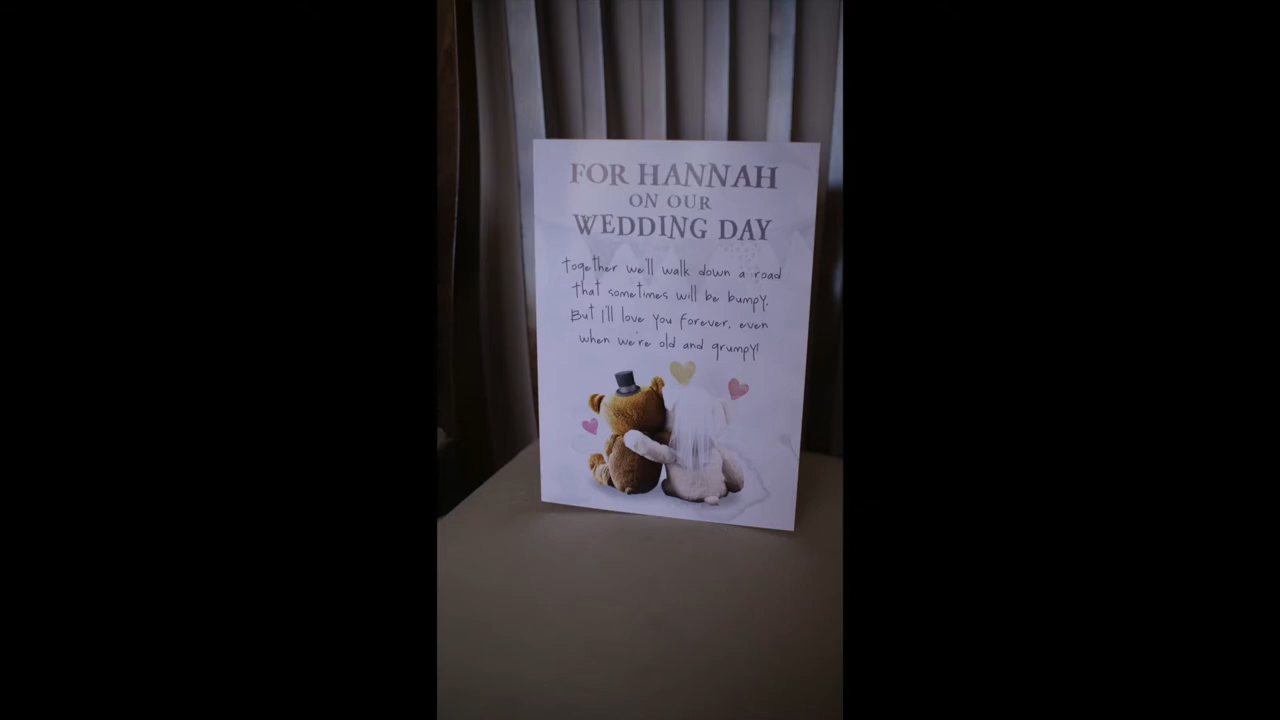 FOR HANNAH
ON OUR
WEDDING DAY
together we'll walk down a road
that sometimes will be bumpy.
But I'll love you forever, even
when we're old and grumpy!